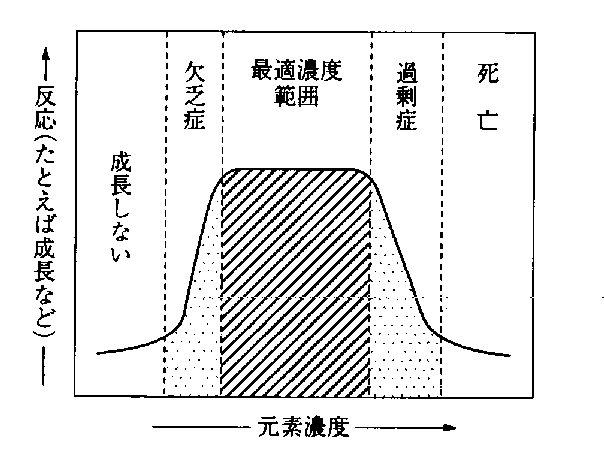 反応(たとえば成長など)
成長しない
欠乏症
最適濃度
範囲
過剰症
死亡
元素濃度